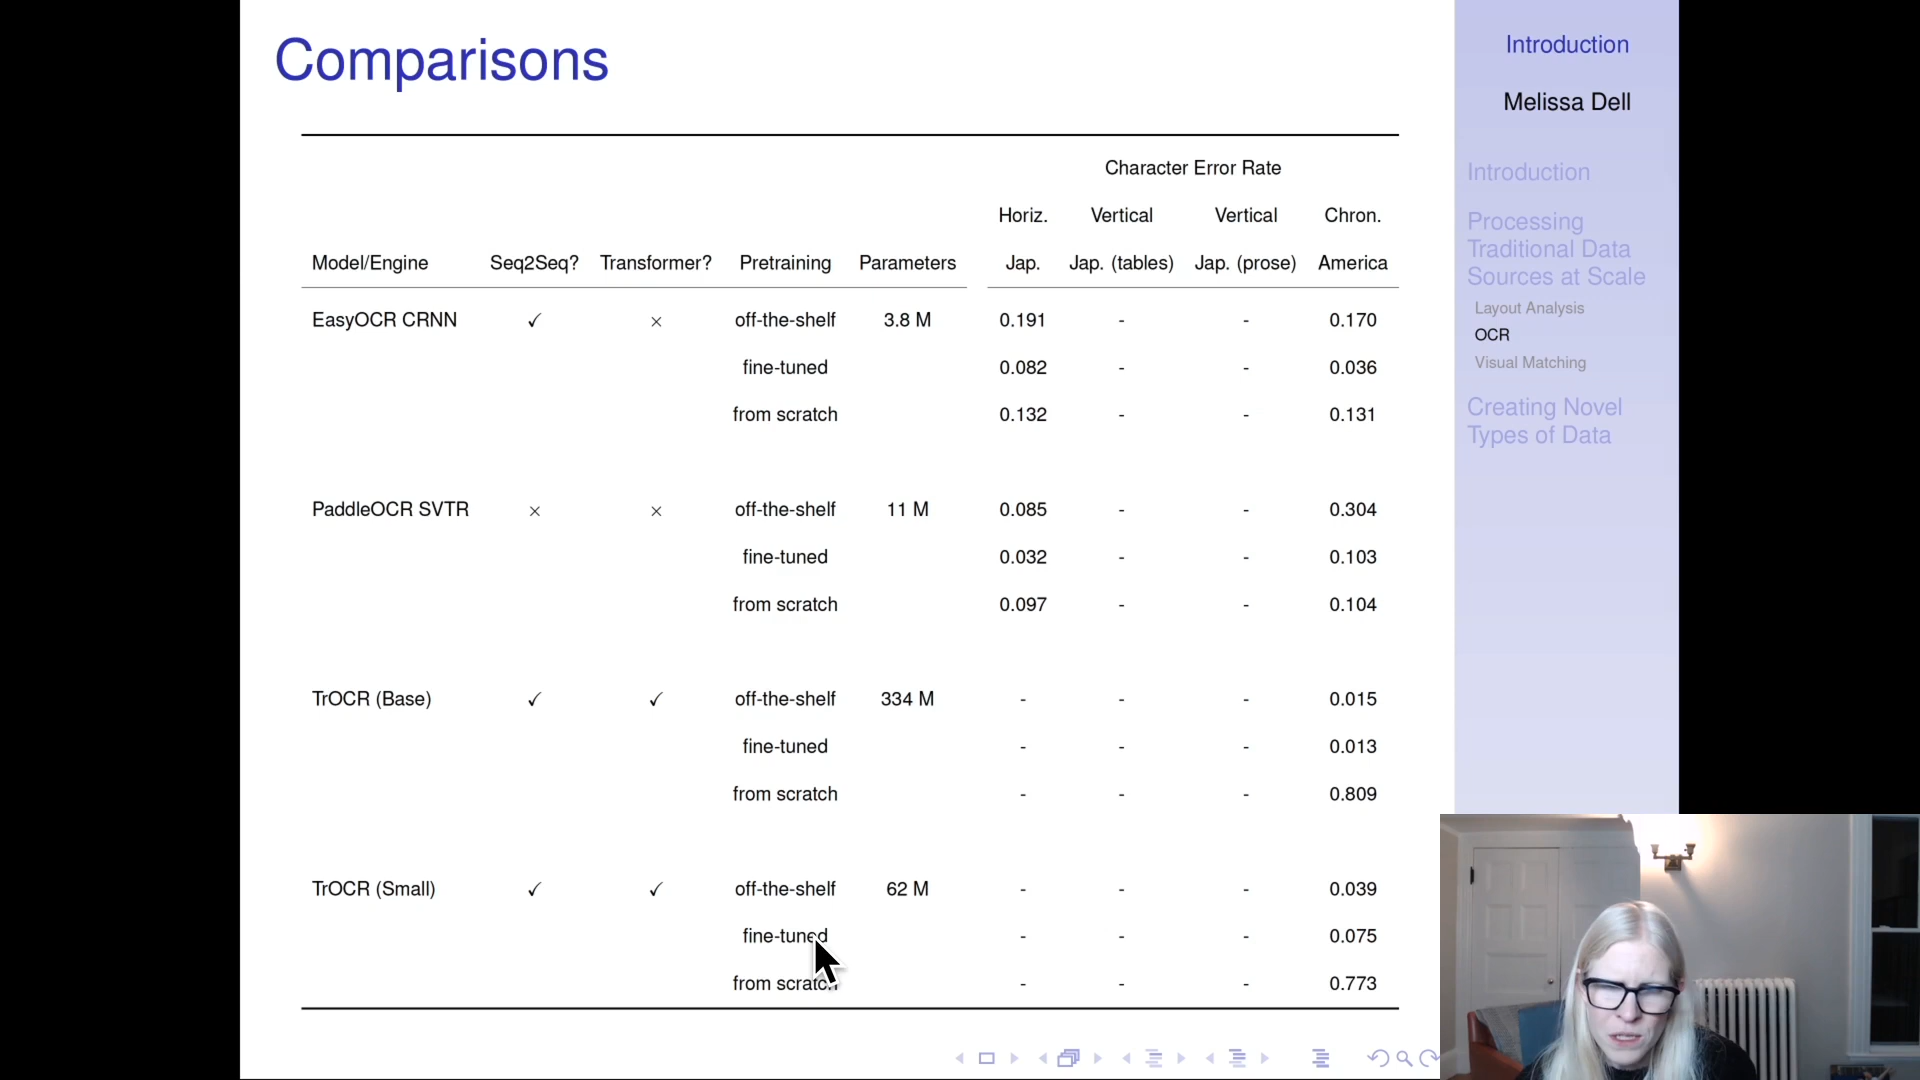 Comparisons
Character Error Rate
Horiz. Vertical Vertical Chron.
Model/Engine Seq2Seq? Transformer? Pretraining Parameters Jap. Jap. (tables) Jap. (prose) America
EasyOCR CRNN ✓ × off-the-shelf 3.8 M 0.191 - - 0.170
fine-tuned 0.082 - - 0.036
from scratch 0.132 - - 0.131
PaddleOCR SVTR × × off-the-shelf 11 M 0.085 - - 0.304
fine-tuned 0.032 - - 0.103
from scratch 0.097 - - 0.104
TrOCR (Base) ✓ ✓ off-the-shelf 334 M - - - 0.015
fine-tuned - - - 0.013
from scratch - - - 0.809
TrOCR (Small) ✓ ✓ off-the-shelf 62 M - - - 0.039
fine-tuned - - - 0.075
from scratch - - - 0.773
Introduction
Melissa Dell
Introduction
Processing
Traditional Data
Sources at Scale
Layout Analysis
OCR
Visual Matching
Creating Novel
Types of Data